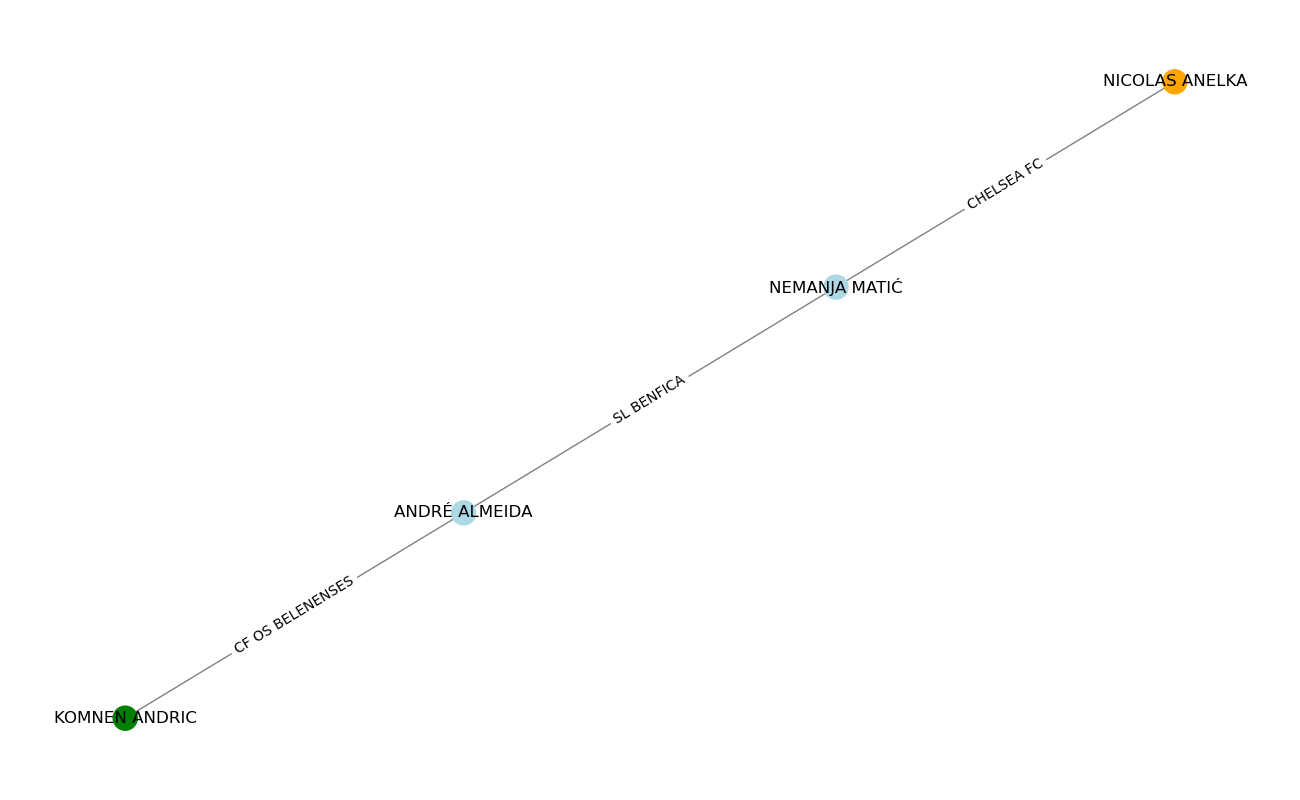 NICOLAS ANELKA
CHELSEA FC
NEMANJA MATIĆ
SL BENFICA
ANDRÉ ALMEIDA
CF OS BELENENSES
KOMNEN ANDRIC